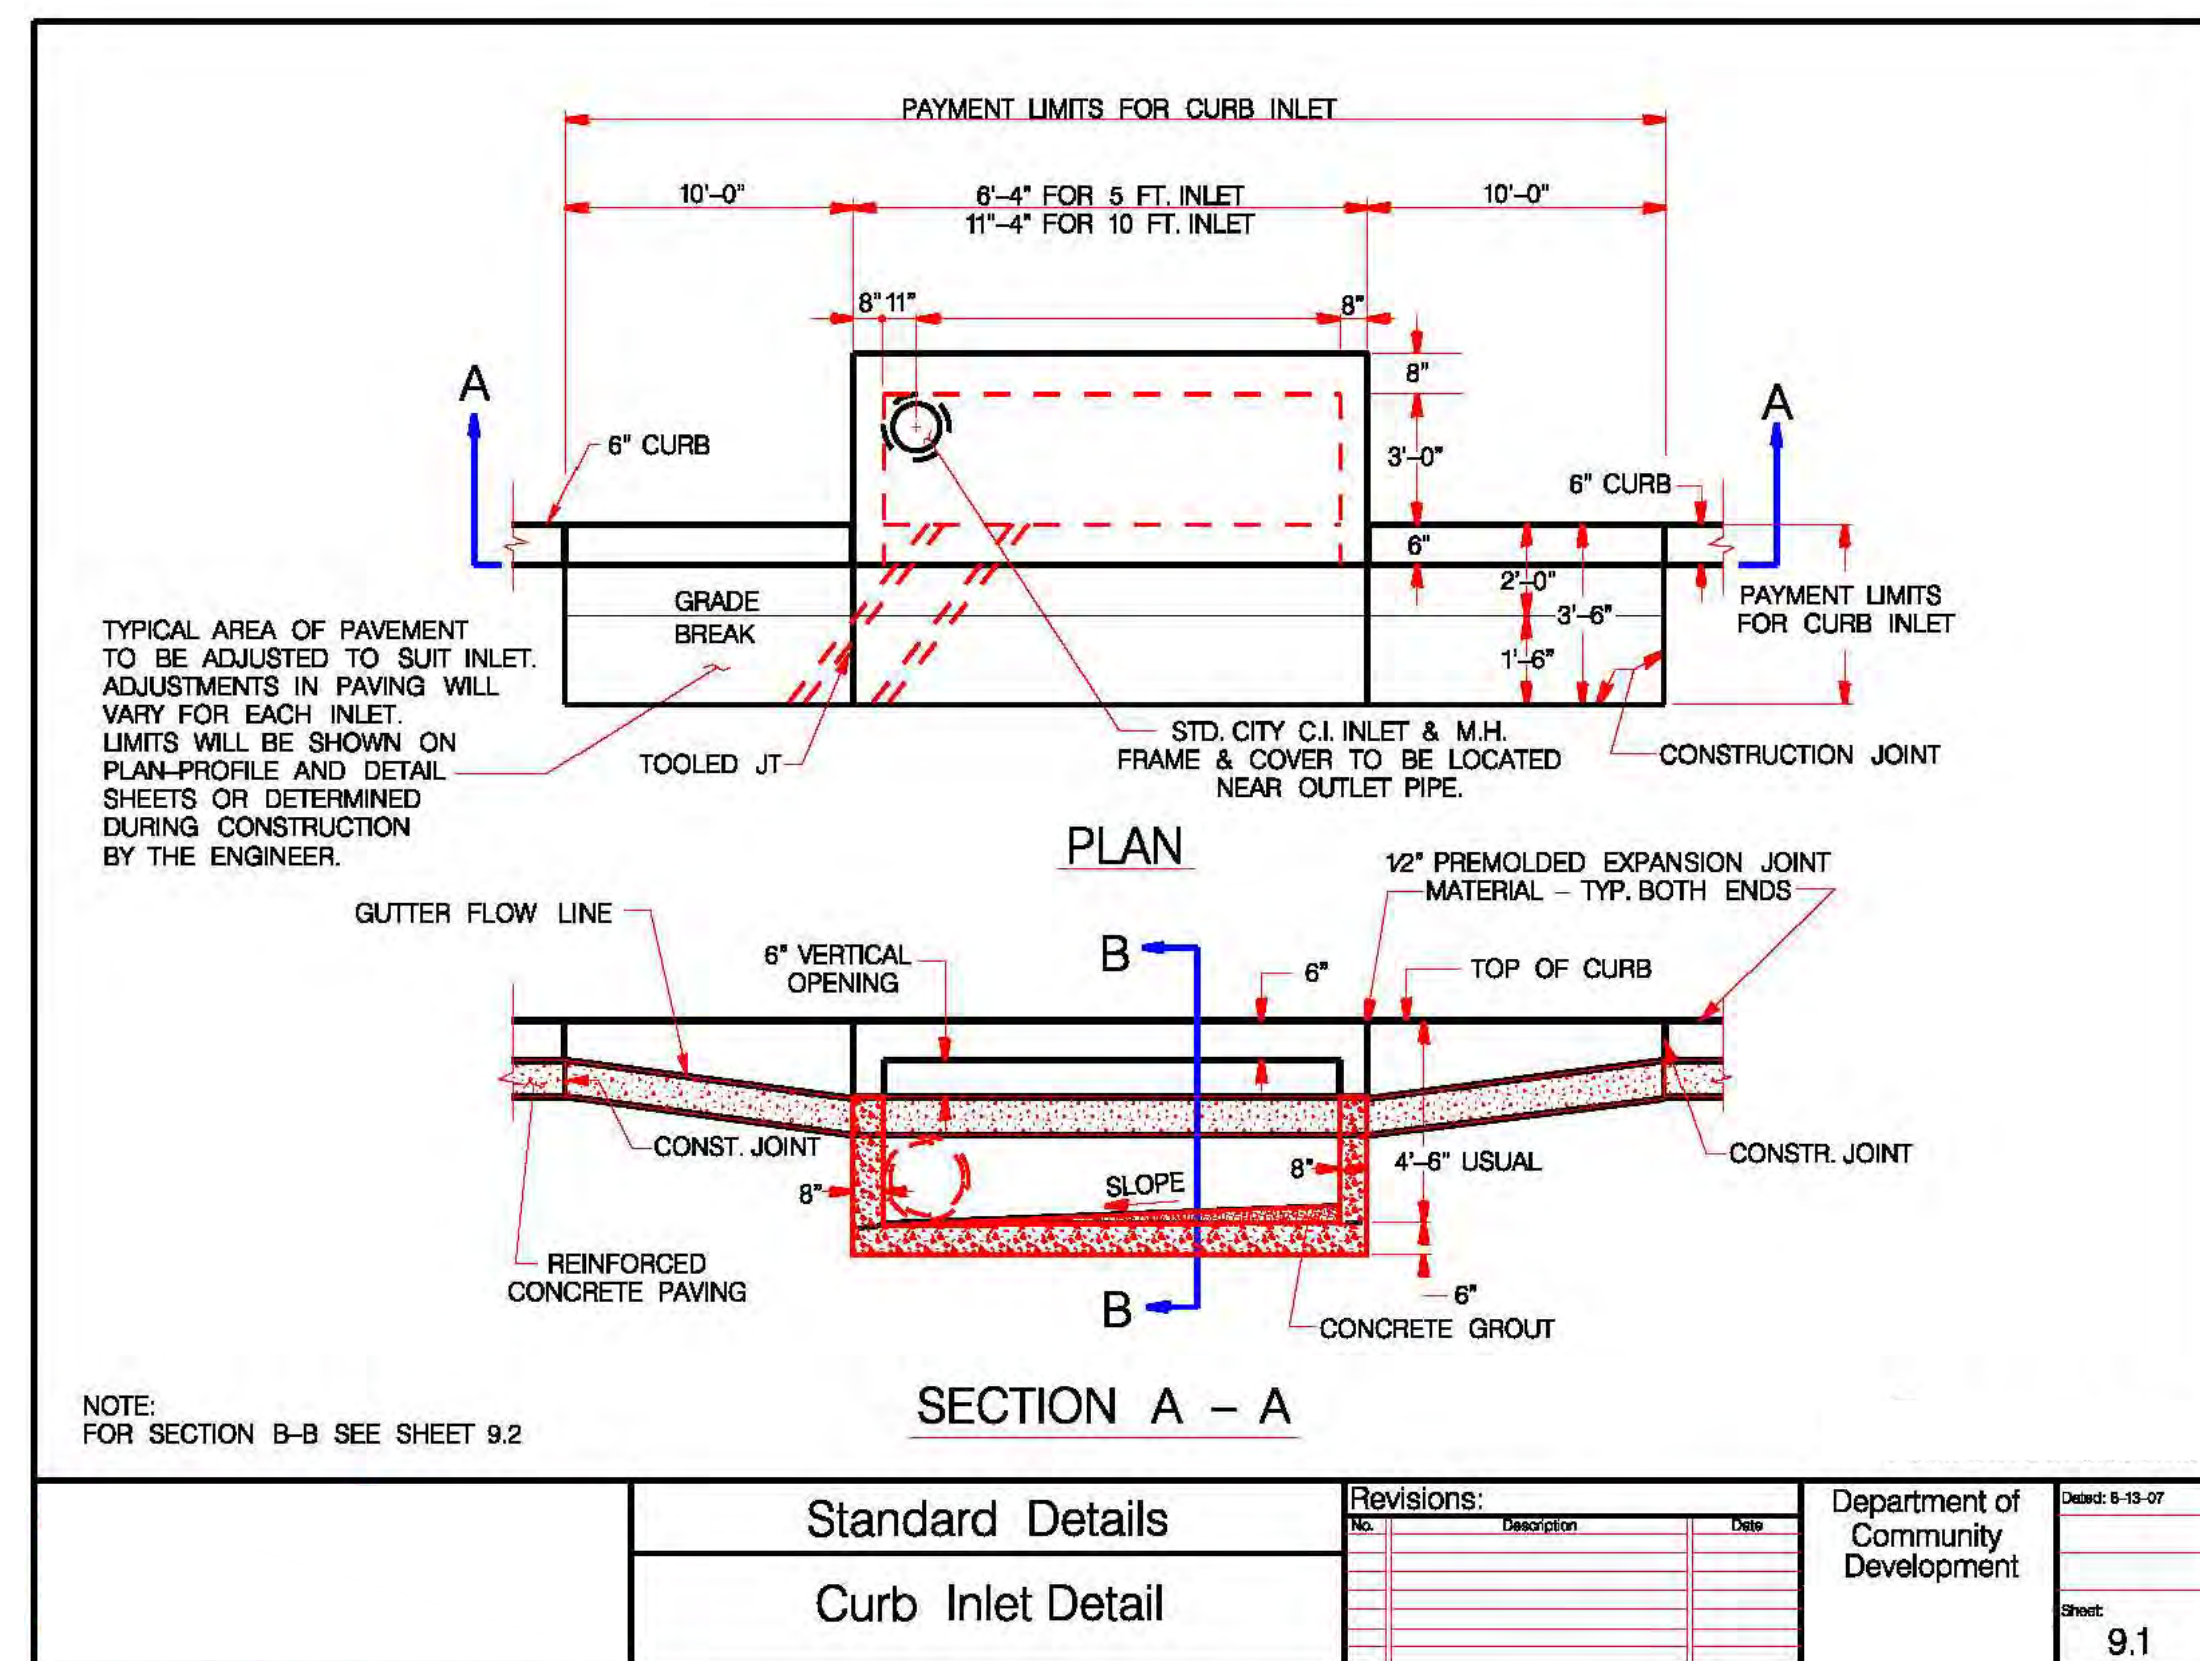 PAYMENT LIMITS FOR CURB INLET
10'-0"
6'-4" FOR 5 FT. INLET
11"-4" FOR 10 FT. INLET
10'-0"
8" 11"
8"
8"
A
A
6" CURB
3'-0"
6" CURB
6"
2'-0"
3'-6"
1'-6"
PAYMENT LIMITS
FOR CURB INLET
GRADE
BREAK
TYPICAL AREA OF PAVEMENT
TO BE ADJUSTED TO SUIT INLET.
ADJUSTMENTS IN PAVING WILL
VARY FOR EACH INLET.
LIMITS WILL BE SHOWN ON
PLAN-PROFILE AND DETAIL
SHEETS OR DETERMINED
DURING CONSTRUCTION
BY THE ENGINEER.
TOOLED JT
STD. CITY C.I. INLET & M.H.
FRAME & COVER TO BE LOCATED
NEAR OUTLET PIPE.
CONSTRUCTION JOINT
PLAN
1/2" PREMOLDED EXPANSION JOINT
MATERIAL - TYP. BOTH ENDS
GUTTER FLOW LINE
6" VERTICAL
OPENING
B
6"
TOP OF CURB
CONST. JOINT
8"
SLOPE
8"
4'-6" USUAL
CONSTR. JOINT
REINFORCED
CONCRETE PAVING
B
6"
CONCRETE GROUT
SECTION A - A
NOTE:
FOR SECTION B-B SEE SHEET 9.2
Standard Details
Curb Inlet Detail
Revisions:
No. Description Date
Department of
Community
Development
Dated: 6-13-07
Sheet:
9.1